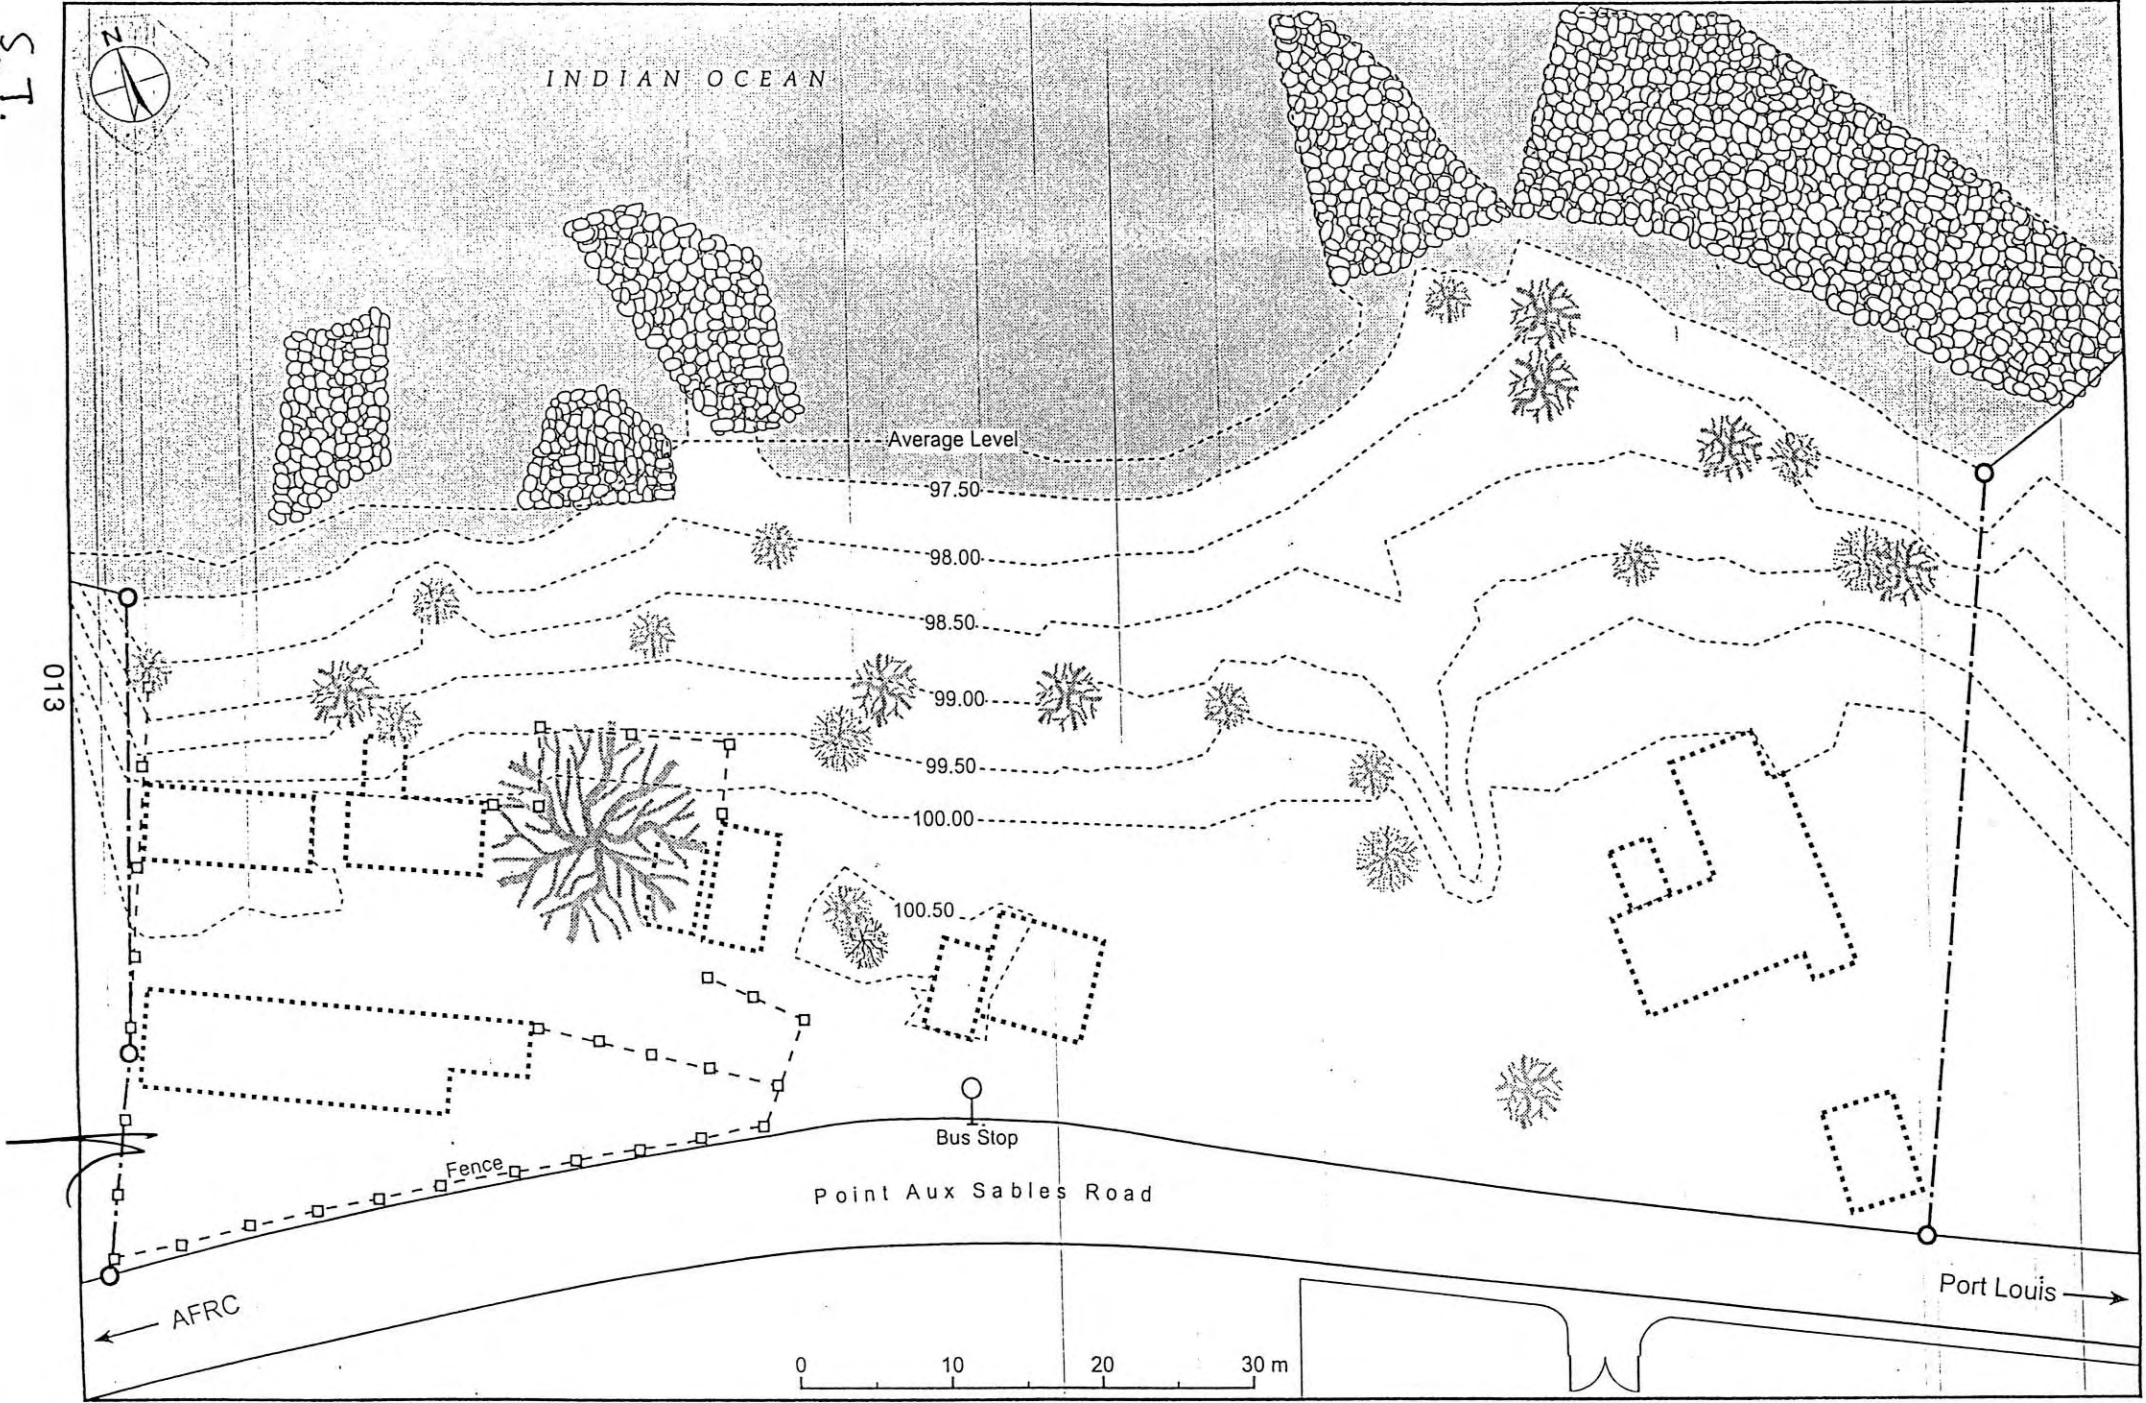 N
INDIAN OCEAN
Average Level
97.50
98.00
98.50
99.00
99.50
100.00
100.50
013
Bus Stop
Fence
Point Aux Sables Road
AFRC
Port Louis
0 10 20 30 m